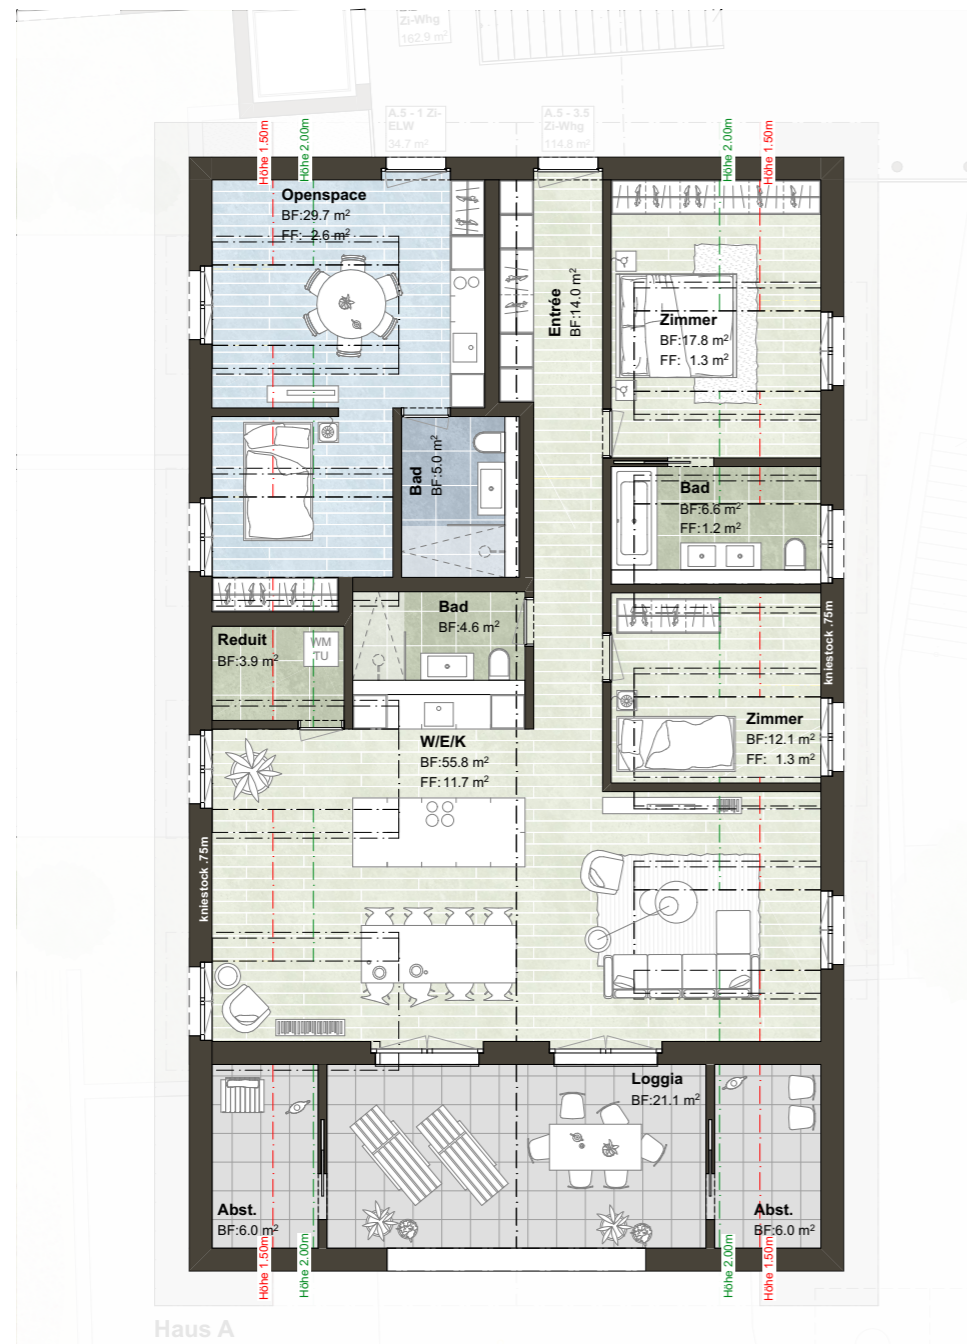 Zi-Whg
162.9 m²
A.5 - 1 Zi-
ELW
34.7 m²
A.5 - 3.5
Zi-Whg
114.8 m²
Höhe 1.50m
Höhe 2.00m
Höhe 2.00m
Höhe 1.50m
Openspace
BF:29.7 m²
FF: 2.6 m²
Entrée
BF:14.0 m²
Zimmer
BF:17.8 m²
FF: 1.3 m²
Bad
BF:5.0 m²
Bad
BF:6.6 m²
FF:1.2 m²
Bad
BF:4.6 m²
Reduit
BF:3.9 m²
WM
TU
kniestock .75m
Zimmer
BF:12.1 m²
FF: 1.3 m²
W/E/K
BF:55.8 m²
FF: 11.7 m²
kniestock .75m
Loggia
BF:21.1 m²
Abst.
BF:6.0 m²
Abst.
BF:6.0 m²
Höhe 1.50m
Höhe 2.00m
Höhe 2.00m
Höhe 1.50m
Haus A